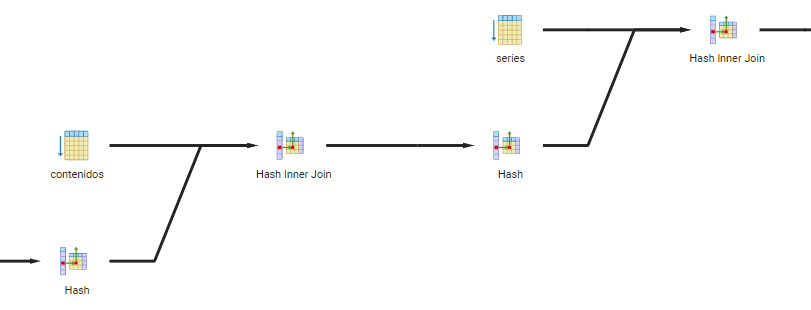 series
Hash Inner Join
contenidos
Hash Inner Join
Hash
Hash